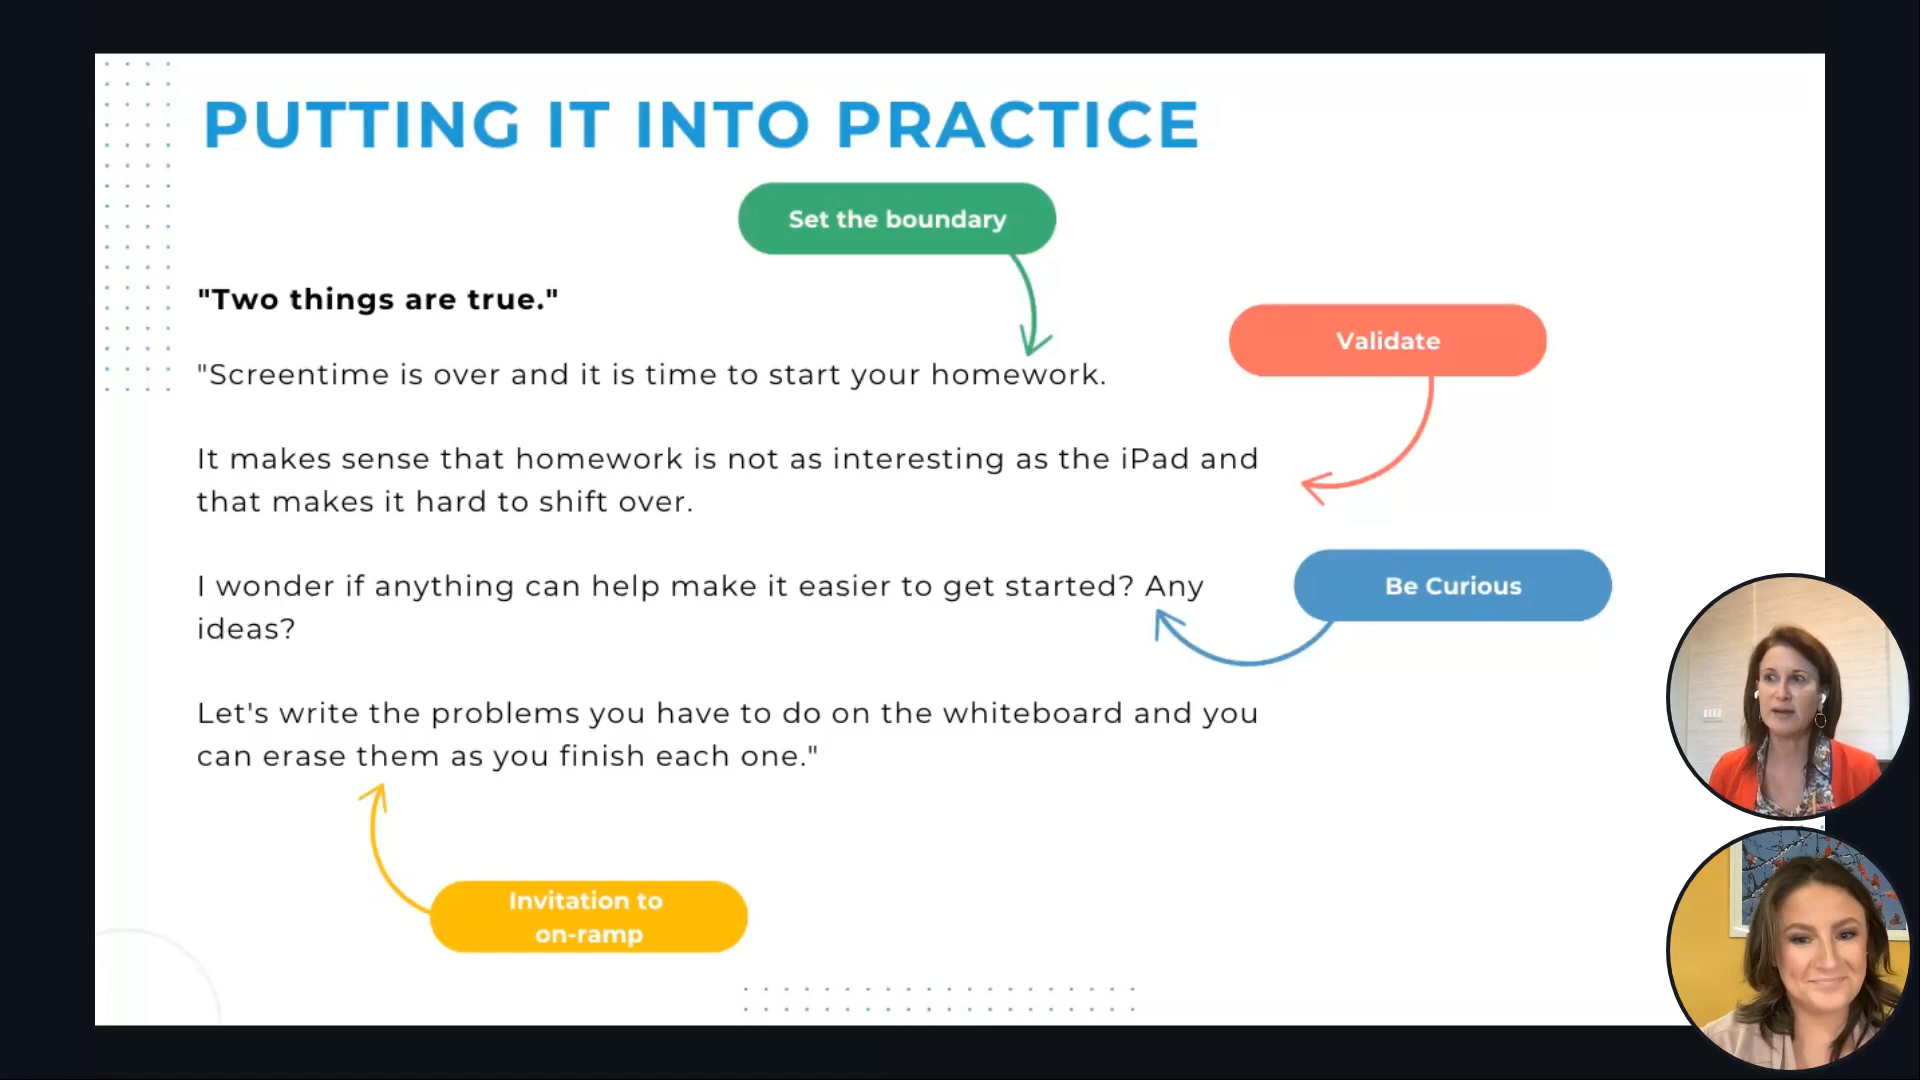 PUTTING IT INTO PRACTICE
Set the boundary
"Two things are true."
Validate
"Screentime is over and it is time to start your homework.
It makes sense that homework is not as interesting as the iPad and
that makes it hard to shift over.
Be Curious
I wonder if anything can help make it easier to get started? Any
ideas?
Let's write the problems you have to do on the whiteboard and you
can erase them as you finish each one."
Invitation to
on-ramp